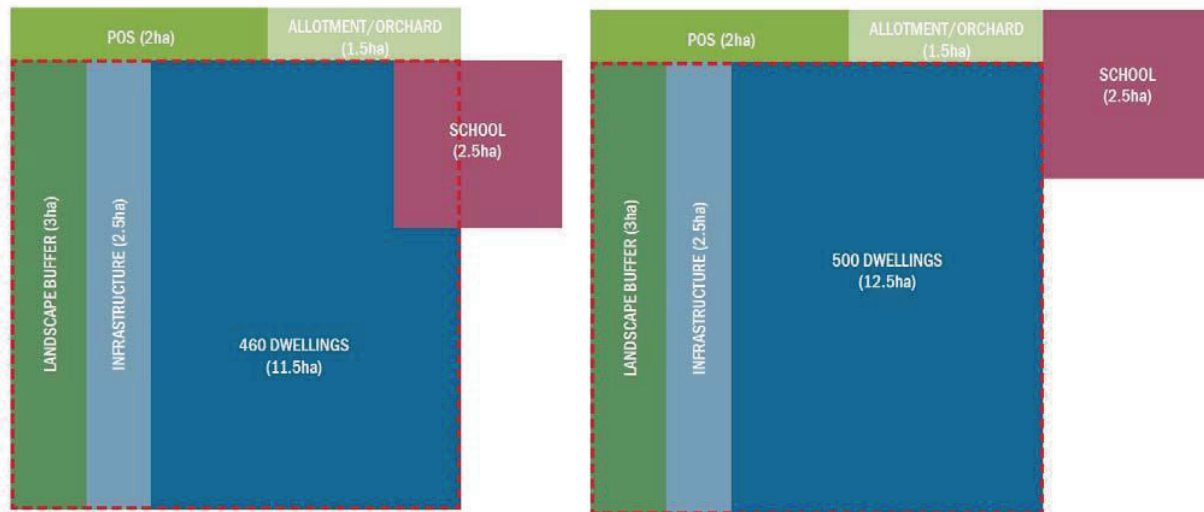 POS (2ha)
ALLOTMENT/ORCHARD
(1.5ha)
SCHOOL
(2.5ha)
LANDSCAPE BUFFER (3ha)
INFRASTRUCTURE (2.5ha)
460 DWELLINGS
(11.5ha)
POS (2ha)
ALLOTMENT/ORCHARD
(1.5ha)
SCHOOL
(2.5ha)
LANDSCAPE BUFFER (3ha)
INFRASTRUCTURE (2.5ha)
500 DWELLINGS
(12.5ha)